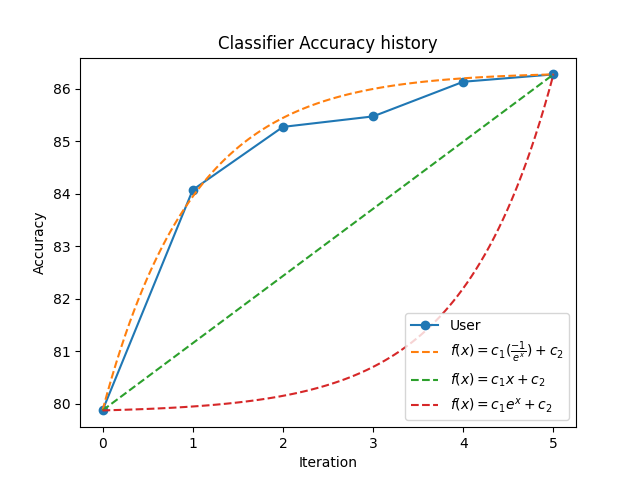 Classifier Accuracy history
Accuracy
86
85
84
83
82
81
80
User
f(x) = c₁(−1/eˣ) + c₂
f(x) = c₁x + c₂
f(x) = c₁eˣ + c₂
0 1 2 3 4 5
Iteration